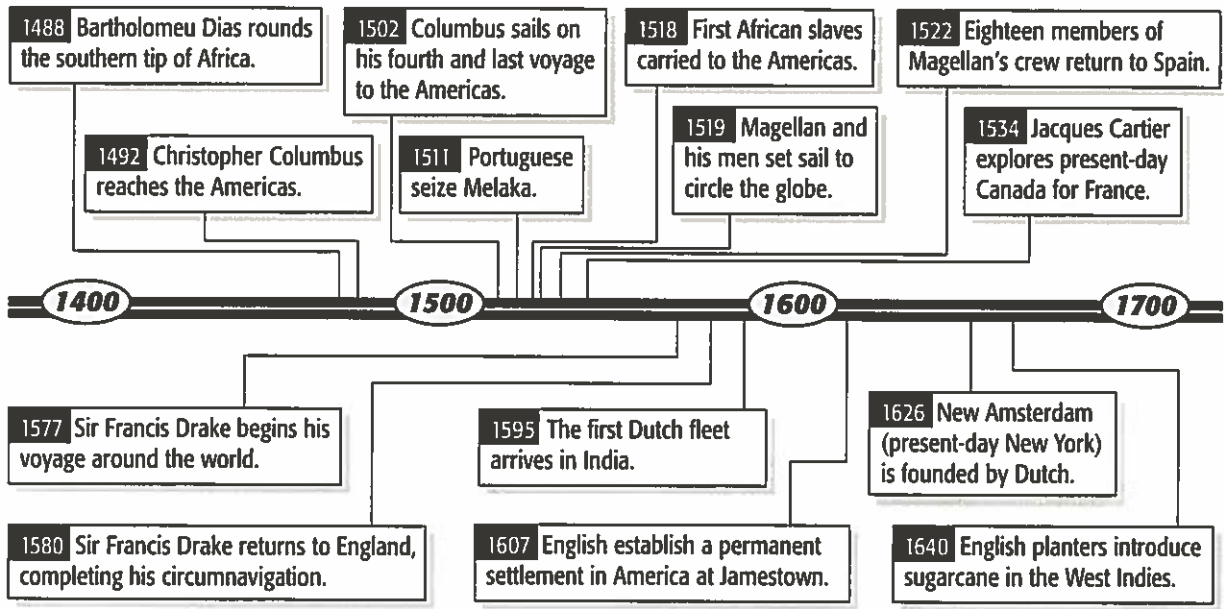 1488 Bartholomeu Dias rounds
the southern tip of Africa.
1502 Columbus sails on
his fourth and last voyage
to the Americas.
1518 First African slaves
carried to the Americas.
1522 Eighteen members of
Magellan's crew return to Spain.
1492 Christopher Columbus
reaches the Americas.
1511 Portuguese
seize Melaka.
1519 Magellan and
his men set sail to
circle the globe.
1534 Jacques Cartier
explores present-day
Canada for France.
1400 1500 1600 1700
1577 Sir Francis Drake begins his
voyage around the world.
1595 The first Dutch fleet
arrives in India.
1626 New Amsterdam
(present-day New York)
is founded by Dutch.
1580 Sir Francis Drake returns to England,
completing his circumnavigation.
1607 English establish a permanent
settlement in America at Jamestown.
1640 English planters introduce
sugarcane in the West Indies.